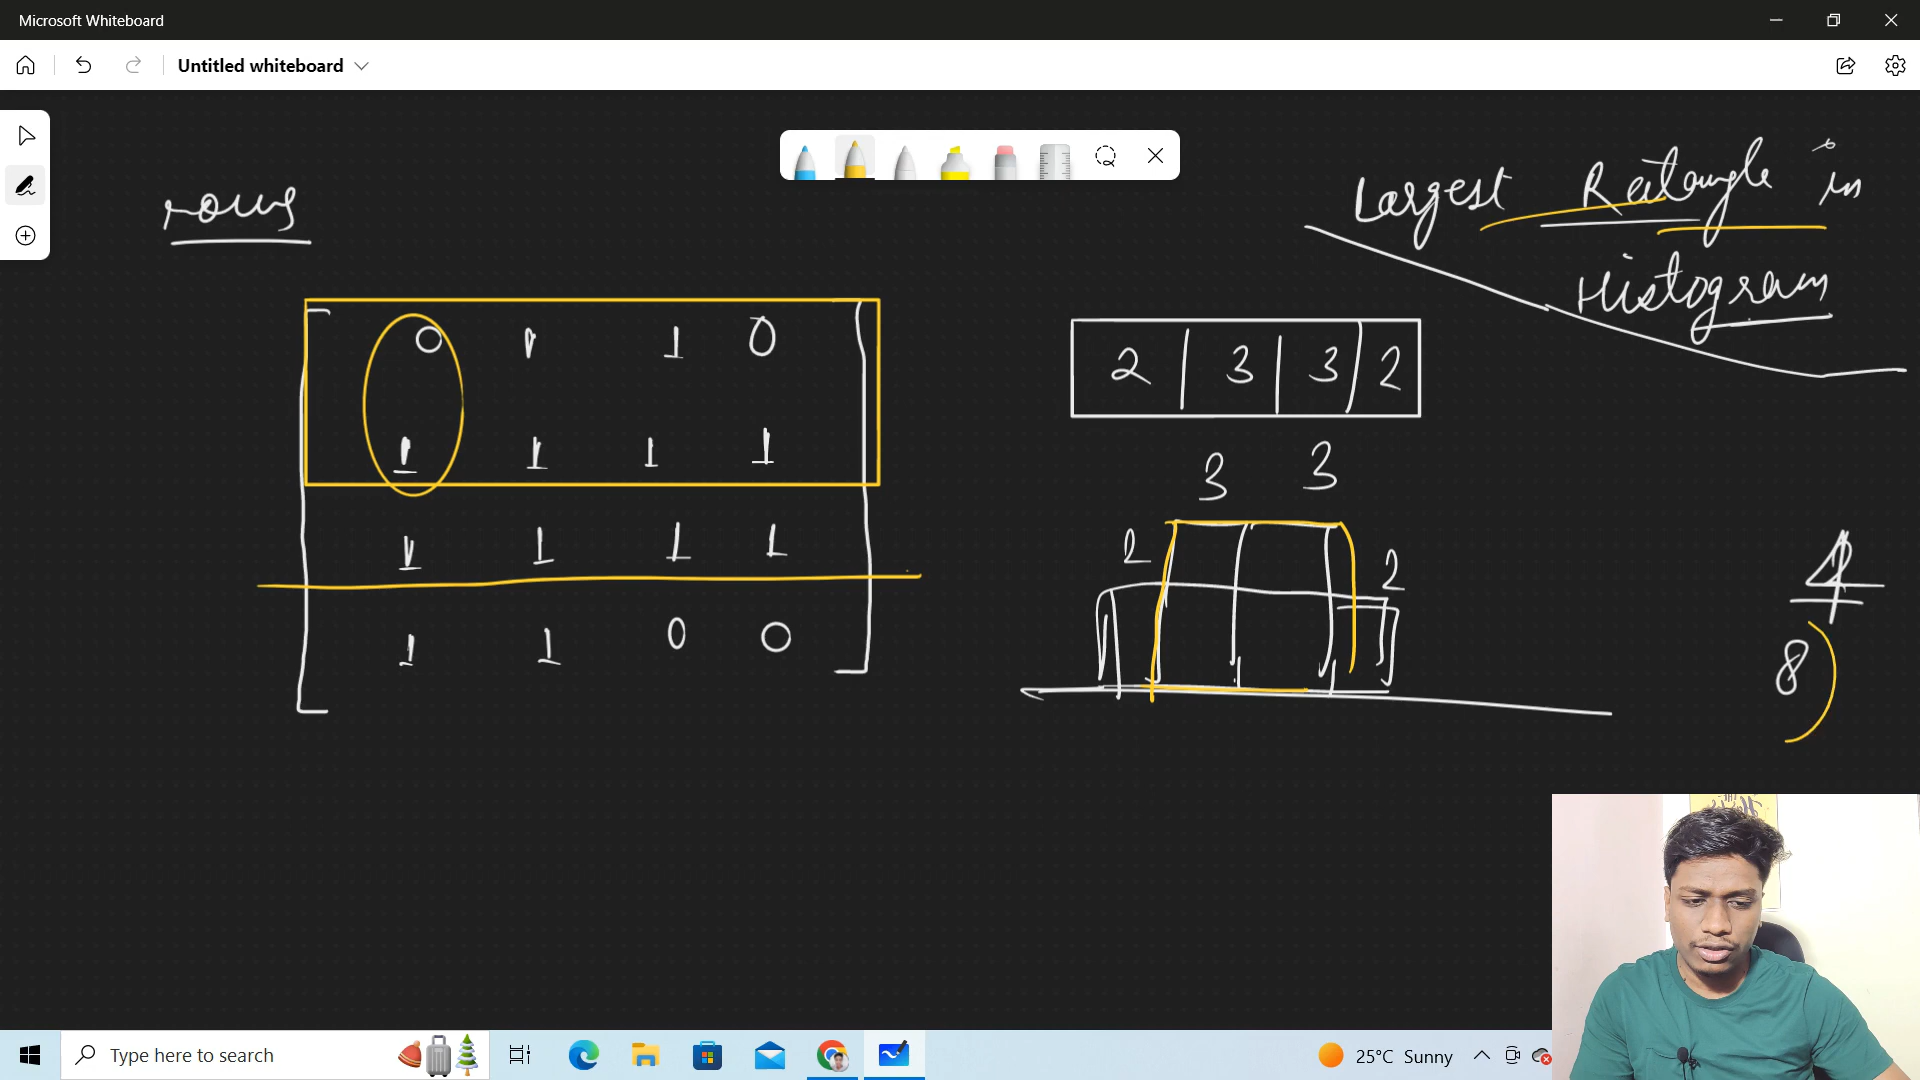 Microsoft Whiteboard
Untitled whiteboard
rows
Largest Rectangle in
Histogram
0 1 1 0
1 1 1 1
1 1 1 1
1 1 0 0
2 | 3 | 3 | 2
3 3
2
2
4
8
Type here to search
25°C Sunny